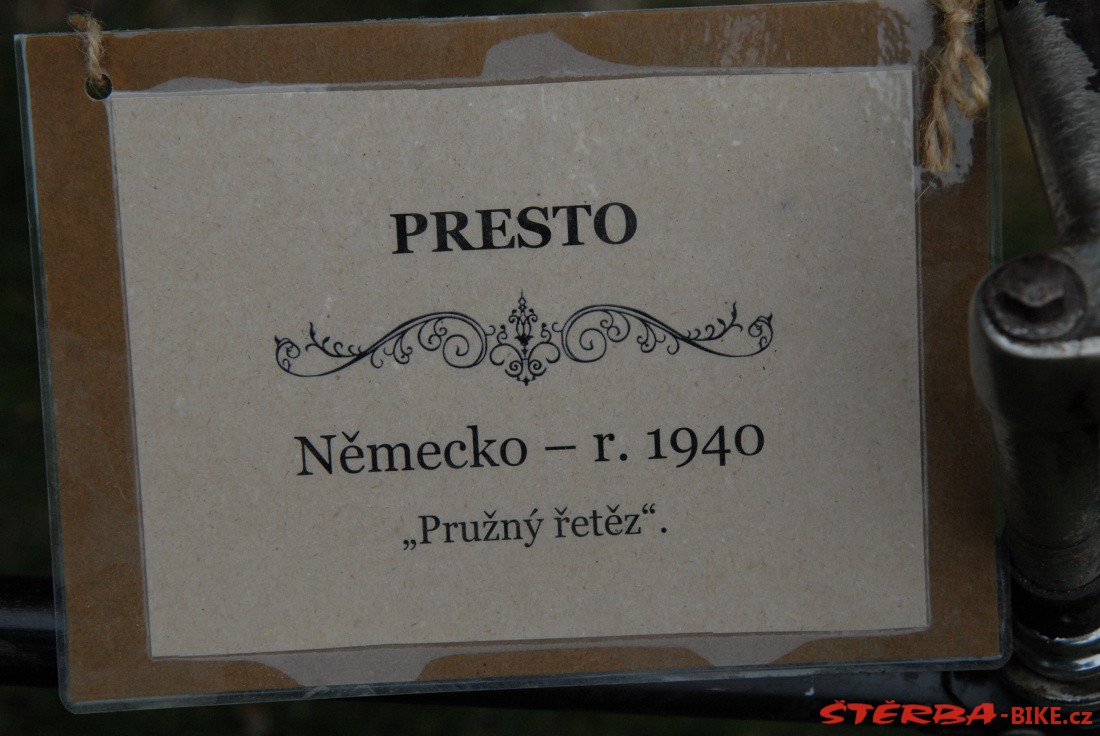 PRESTO
Německo – r. 1940
„Pružný řetěz“.
ŠTĚRBA-BIKE.cz